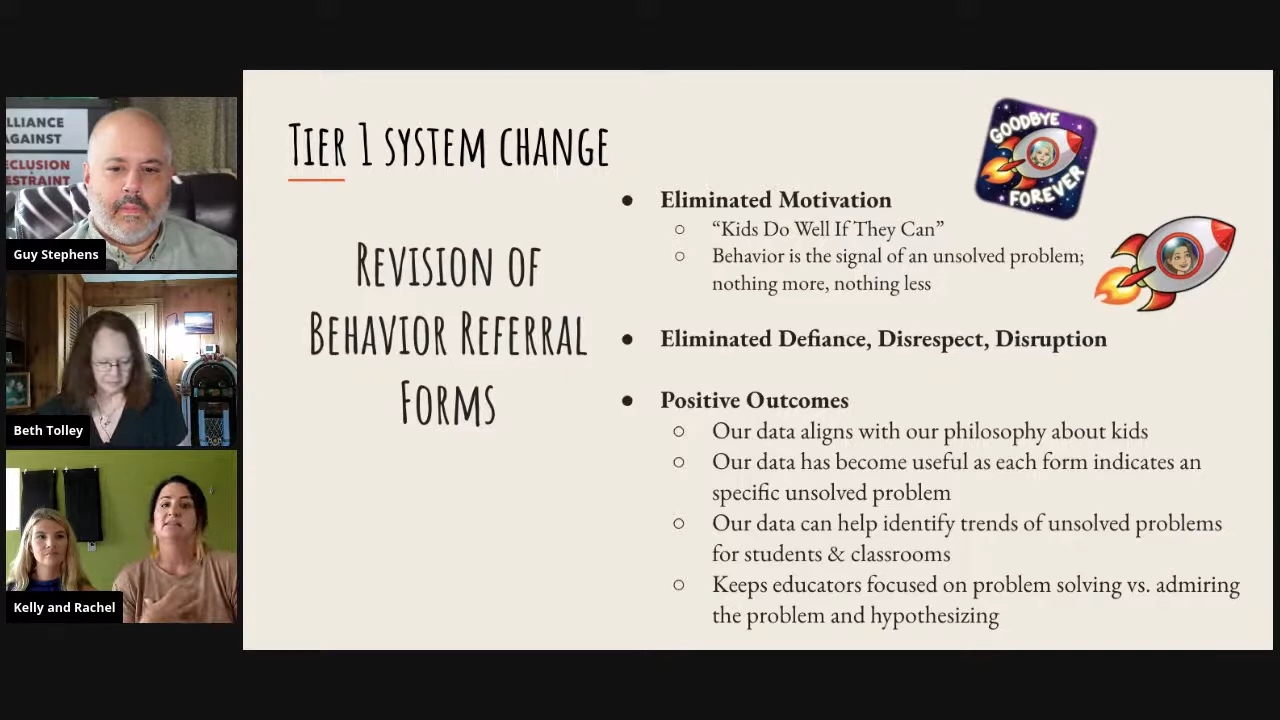 LLIANCE
AGAINST
ECLUSION
ESTRAINT
Guy Stephens
Beth Tolley
Kelly and Rachel
Tier 1 system change
Revision of
Behavior Referral
Forms
GOODBYE
FOREVER
● Eliminated Motivation
○ “Kids Do Well If They Can”
○ Behavior is the signal of an unsolved problem;
nothing more, nothing less
● Eliminated Defiance, Disrespect, Disruption
● Positive Outcomes
○ Our data aligns with our philosophy about kids
○ Our data has become useful as each form indicates an
specific unsolved problem
○ Our data can help identify trends of unsolved problems
for students & classrooms
○ Keeps educators focused on problem solving vs. admiring
the problem and hypothesizing